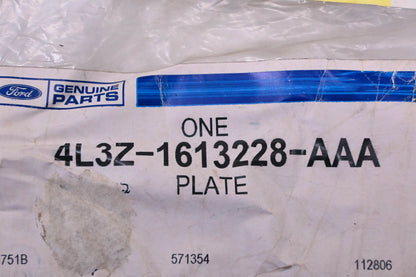 Ford GENUINE
PARTS
ONE
4L3Z-1613228-AAA
PLATE
751B 571354 112806